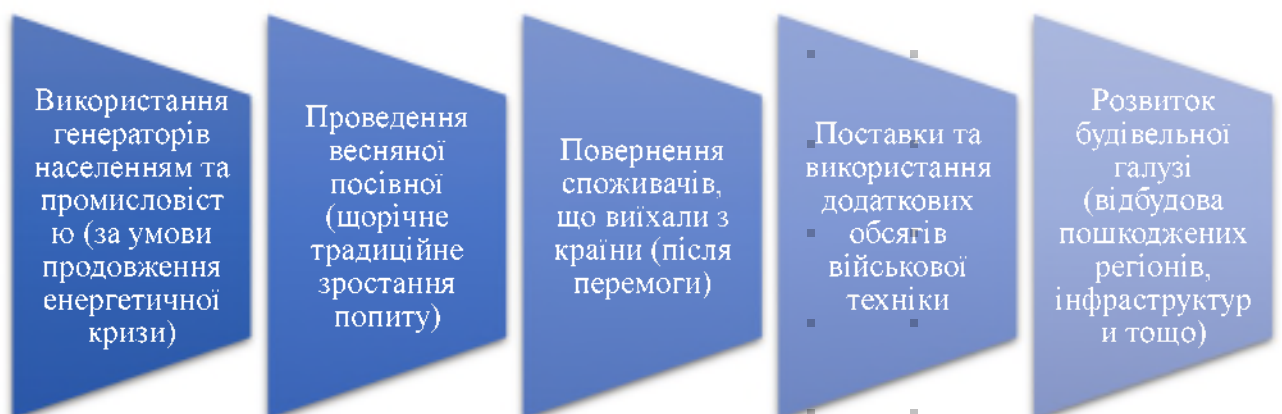 Використання
генераторів
населенням та
промисловіст
ю (за умови
продовження
енергетичної
кризи)
Проведення
весняної
посівної
(щорічне
традиційне
зростання
попиту)
Повернення
споживачів,
що виїхали з
країни (після
перемоги)
Поставки та
використання
додаткових
обсягів
військової
техніки
Розвиток
будівельної
галузі
(відбудова
пошкоджених
регіонів,
інфраструктур
и тощо)